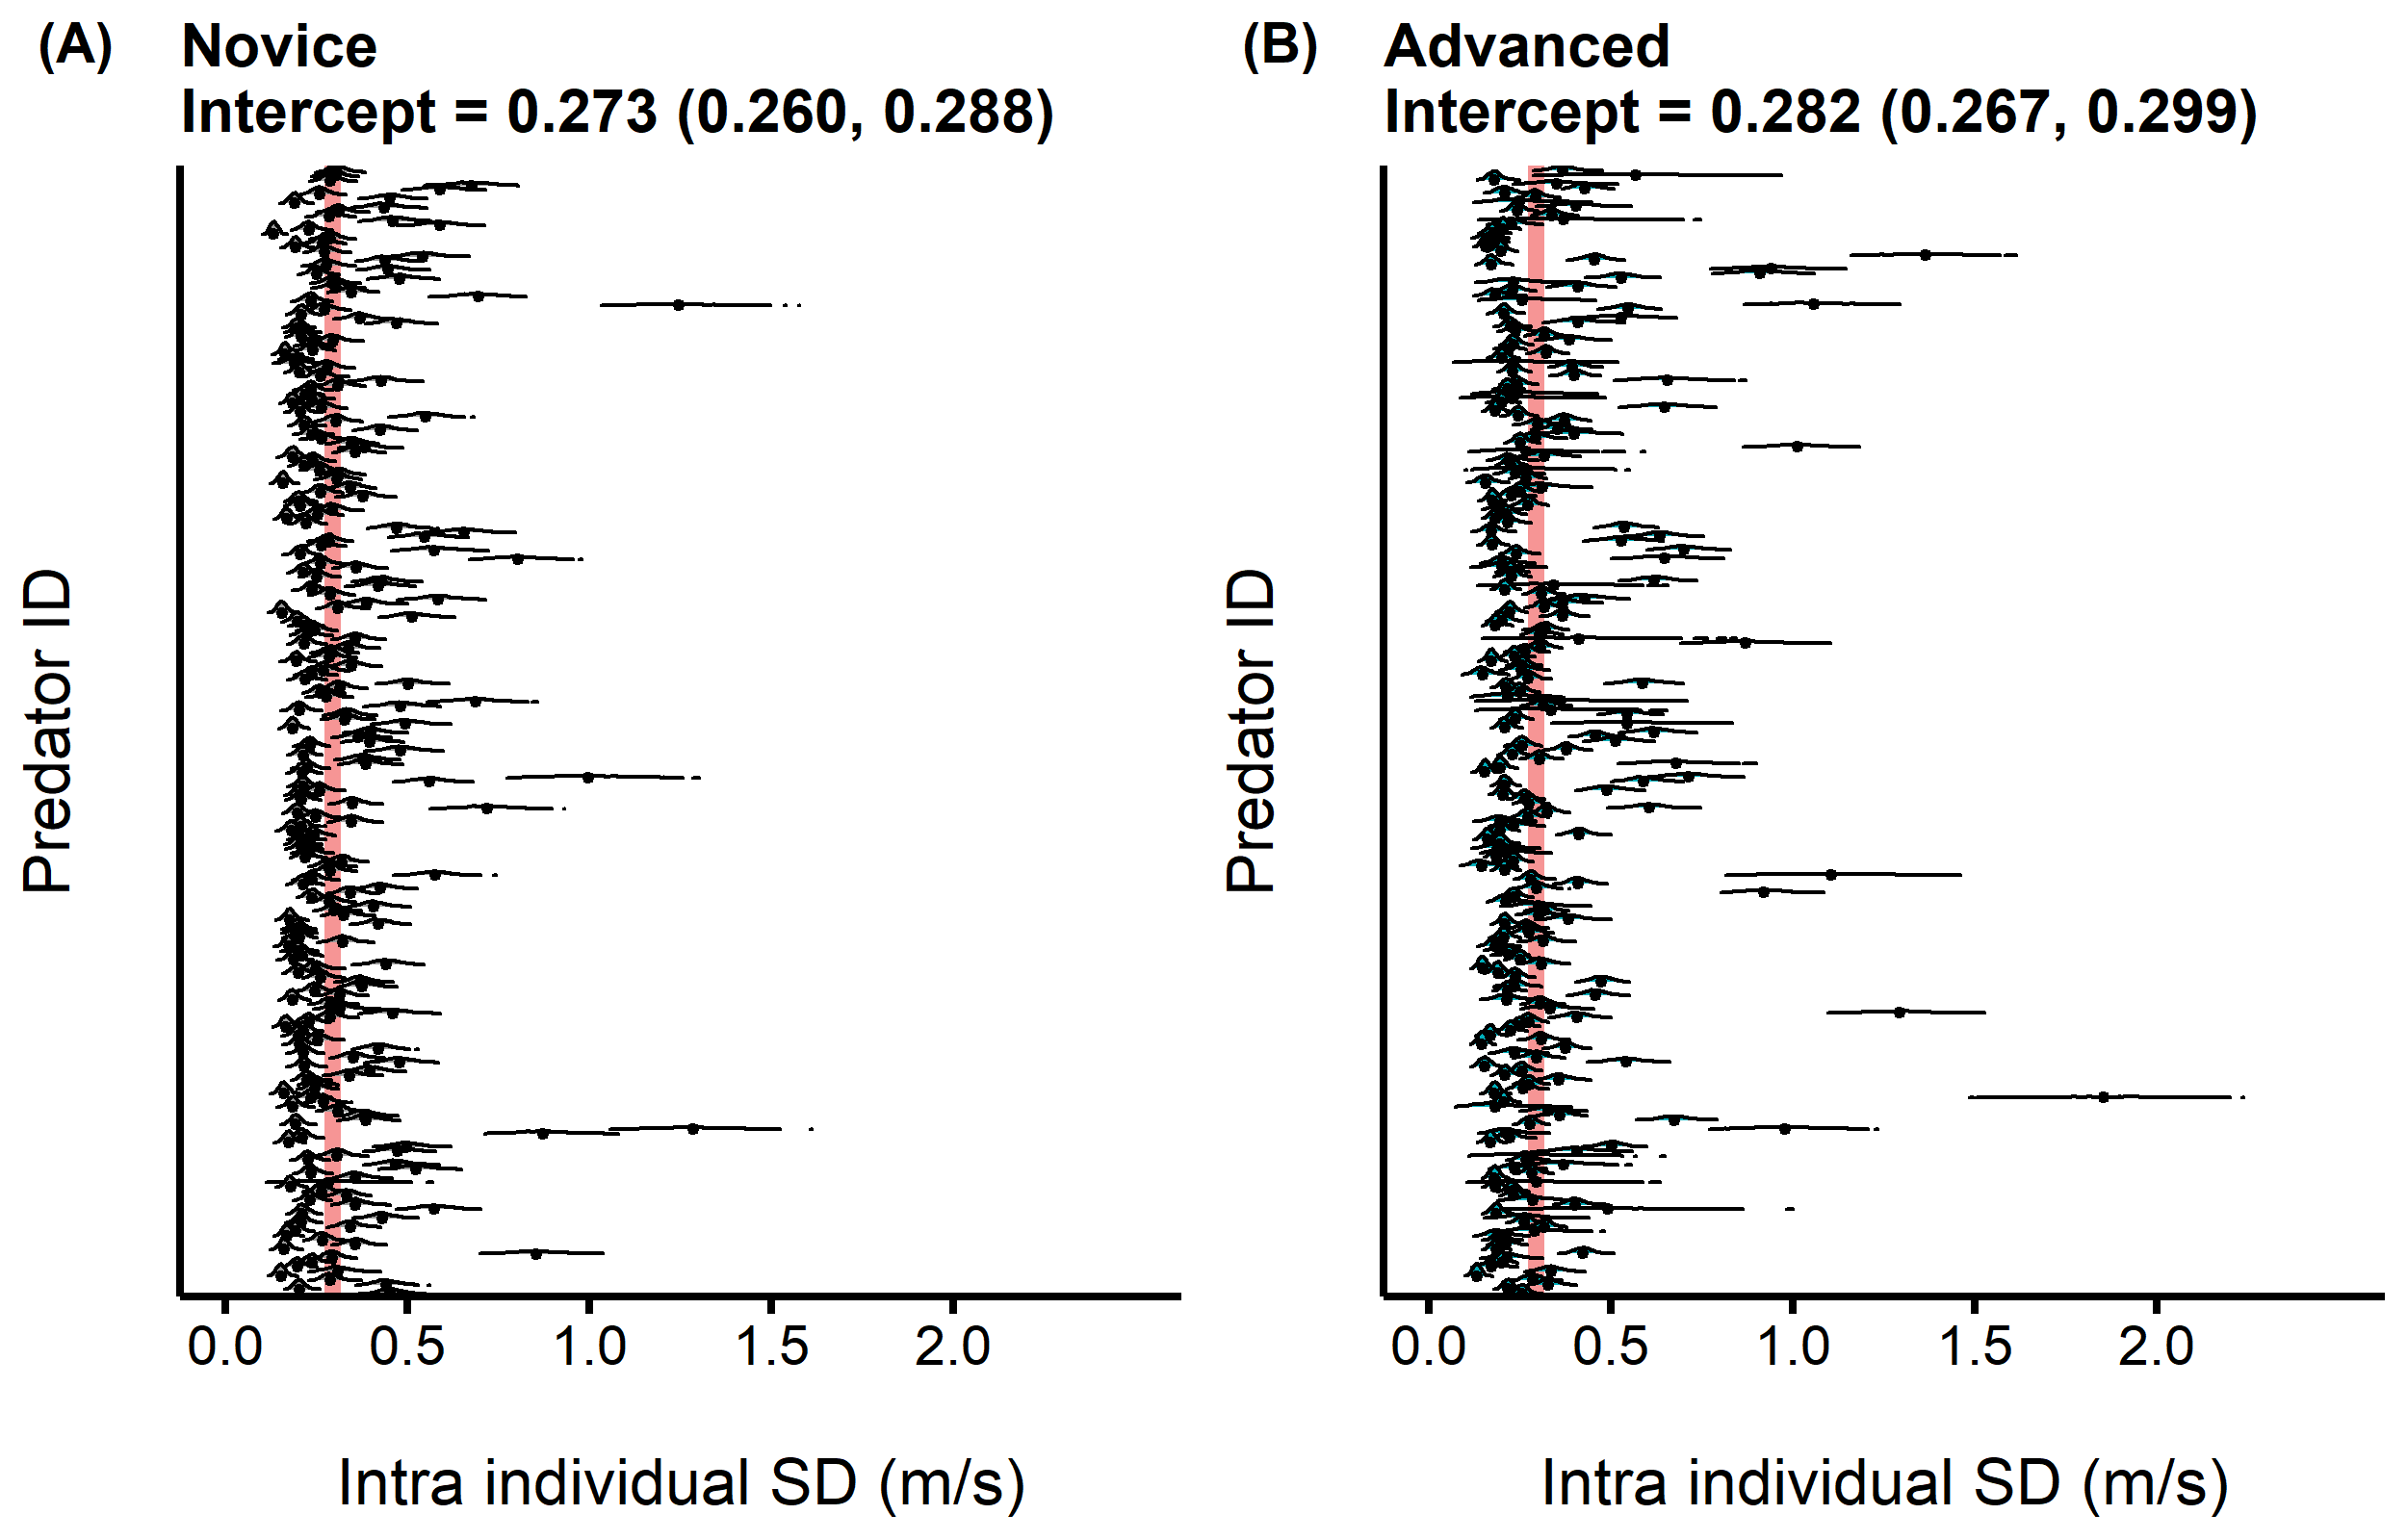 (A) Novice
Intercept = 0.273 (0.260, 0.288)
Predator ID
0.0 0.5 1.0 1.5 2.0
Intra individual SD (m/s)
(B) Advanced
Intercept = 0.282 (0.267, 0.299)
Predator ID
0.0 0.5 1.0 1.5 2.0
Intra individual SD (m/s)